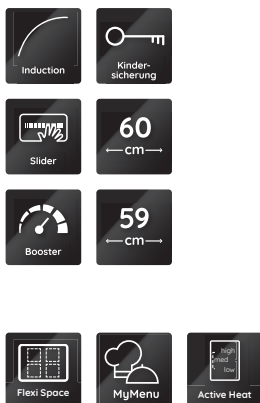 Induction
Kinder-
sicherung
Slider
60
cm
Booster
59
cm
Flexi Space
MyMenu
high
med
low
Active Heat